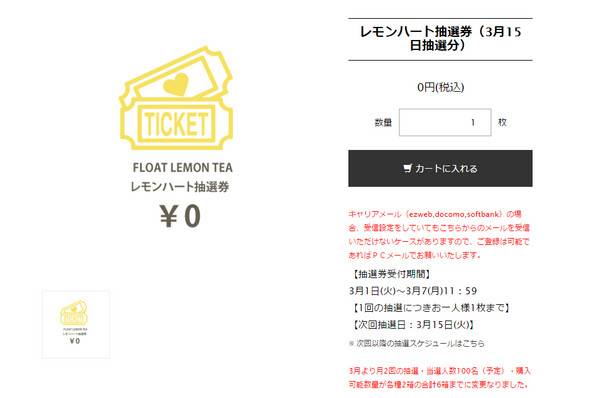 TICKET
FLOAT LEMON TEA
レモンハート抽選券
￥0
TICKET
FLOAT LEMON TEA
レモンハート抽選券
￥0
レモンハート抽選券（3月15
日抽選分）
0円(税込)
数量 1 枚
カートに入れる
キャリアメール（ezweb,docomo,softbank）の場
合、受信設定をしていてもこちらからのメールを受信
いただけないケースがありますので、ご登録は可能で
あればＰＣメールでお願いいたします。
【抽選券受付期間】
3月1日(火)～3月7(月)11：59
【1回の抽選につきお一人様1枚まで】
【次回抽選日：3月15日(火)】
※ 次回以降の抽選スケジュールはこちら
3月より月2回の抽選・当選人数100名（予定）・購入
可能数量が各種2箱の合計6箱までに変更なりました。